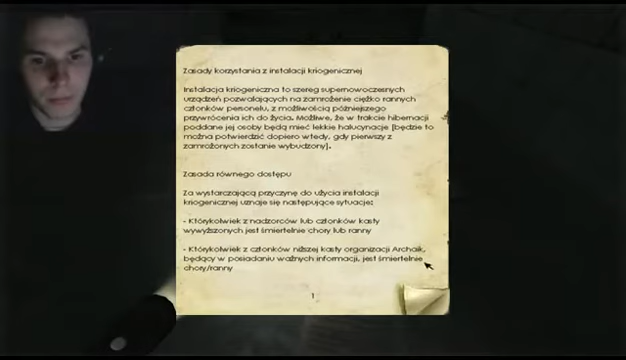 Zasady korzystania z instalacji kriogenicznej
Instalacja kriogeniczna to szereg supernowoczesnych
urządzeń pozwalających na zamrożenie ciężko rannych
członków personelu, z możliwością późniejszego
przywrócenia ich do życia. Możliwe, że w trakcie hibernacji
poddane jej osoby będą mieć lekkie halucynacje [będzie to
można potwierdzić dopiero wtedy, gdy pierwszy z
zamrożonych zostanie wybudzony].
Zasada równego dostępu
Za wystarczającą przyczynę do użycia instalacji
kriogenicznej uznaje się następujące sytuacje:
- Którykolwiek z nadzorców lub członków kasty
wywyższonych jest śmiertelnie chory lub ranny
- Którykolwiek z członków niższej kasty organizacji Archaik,
będący w posiadaniu ważnych informacji, jest śmiertelnie
chory/ranny
1